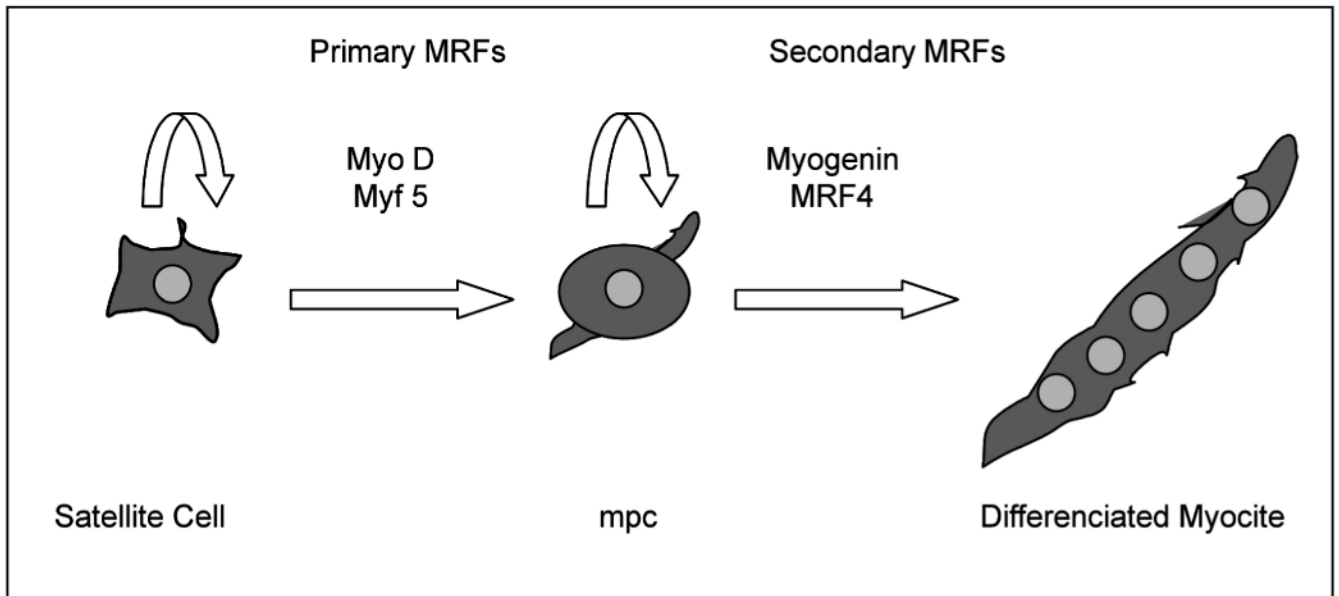 Primary MRFs
Secondary MRFs
Myo D
Myf 5
Myogenin
MRF4
Satellite Cell
mpc
Differenciated Myocite